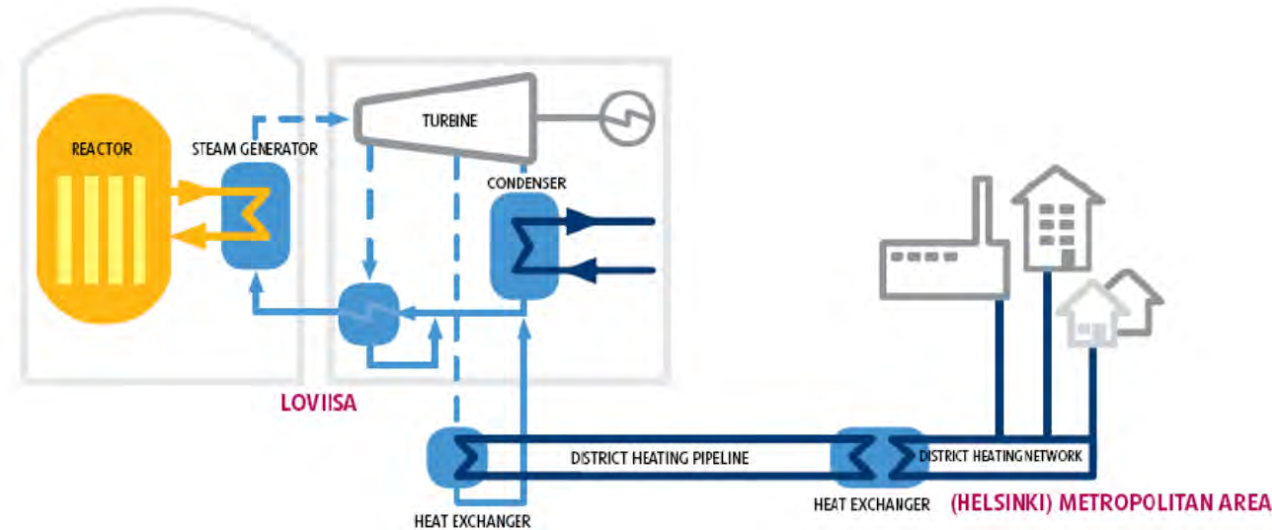 TURBINE
REACTOR
STEAM GENERATOR
CONDENSER
LOVIISA
DISTRICT HEATING PIPELINE
DISTRICT HEATING NETWORK
HEAT EXCHANGER
(HELSINKI) METROPOLITAN AREA
HEAT EXCHANGER